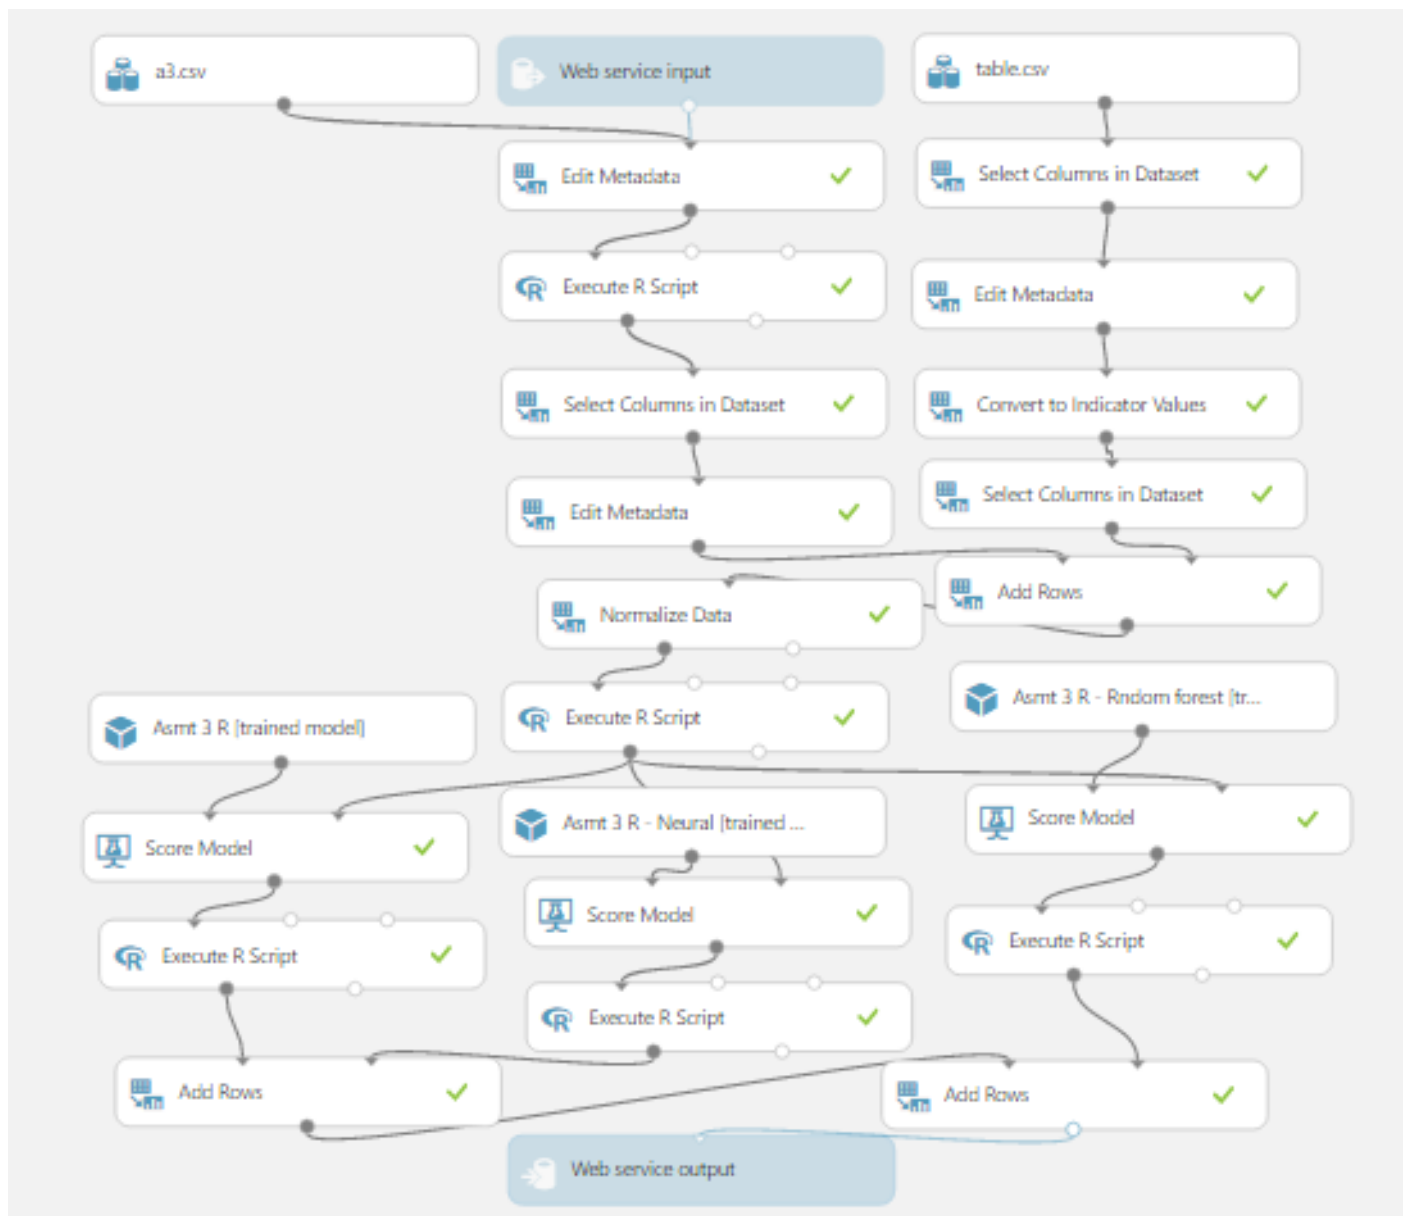 a3.csv
Web service input
table.csv
Edit Metadata
Select Columns in Dataset
Execute R Script
Edit Metadata
Select Columns in Dataset
Convert to Indicator Values
Edit Metadata
Select Columns in Dataset
Normalize Data
Add Rows
Asmt 3 R [trained model]
Execute R Script
Asmt 3 R - Rndom forest [tr...
Score Model
Asmt 3 R - Neural [trained ...
Score Model
Execute R Script
Score Model
Execute R Script
Execute R Script
Add Rows
Add Rows
Web service output